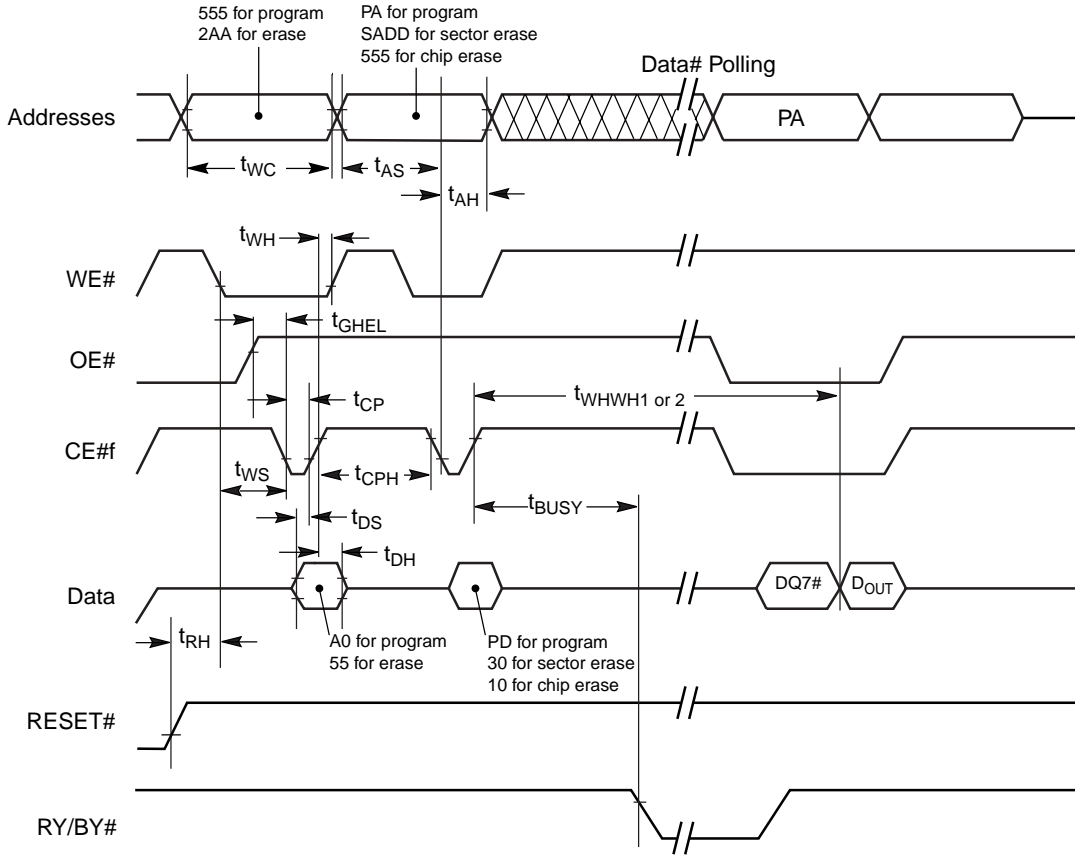 555 for program
2AA for erase
PA for program
SADD for sector erase
555 for chip erase
Data# Polling
Addresses
PA
tWC
tAS
tAH
tWH
WE#
tGHEL
OE#
tWHWH1 or 2
tCP
CE#f
tWS
tCPH
tBUSY
tDS
tDH
Data
DQ7#
DOUT
tRH
A0 for program
55 for erase
PD for program
30 for sector erase
10 for chip erase
RESET#
RY/BY#